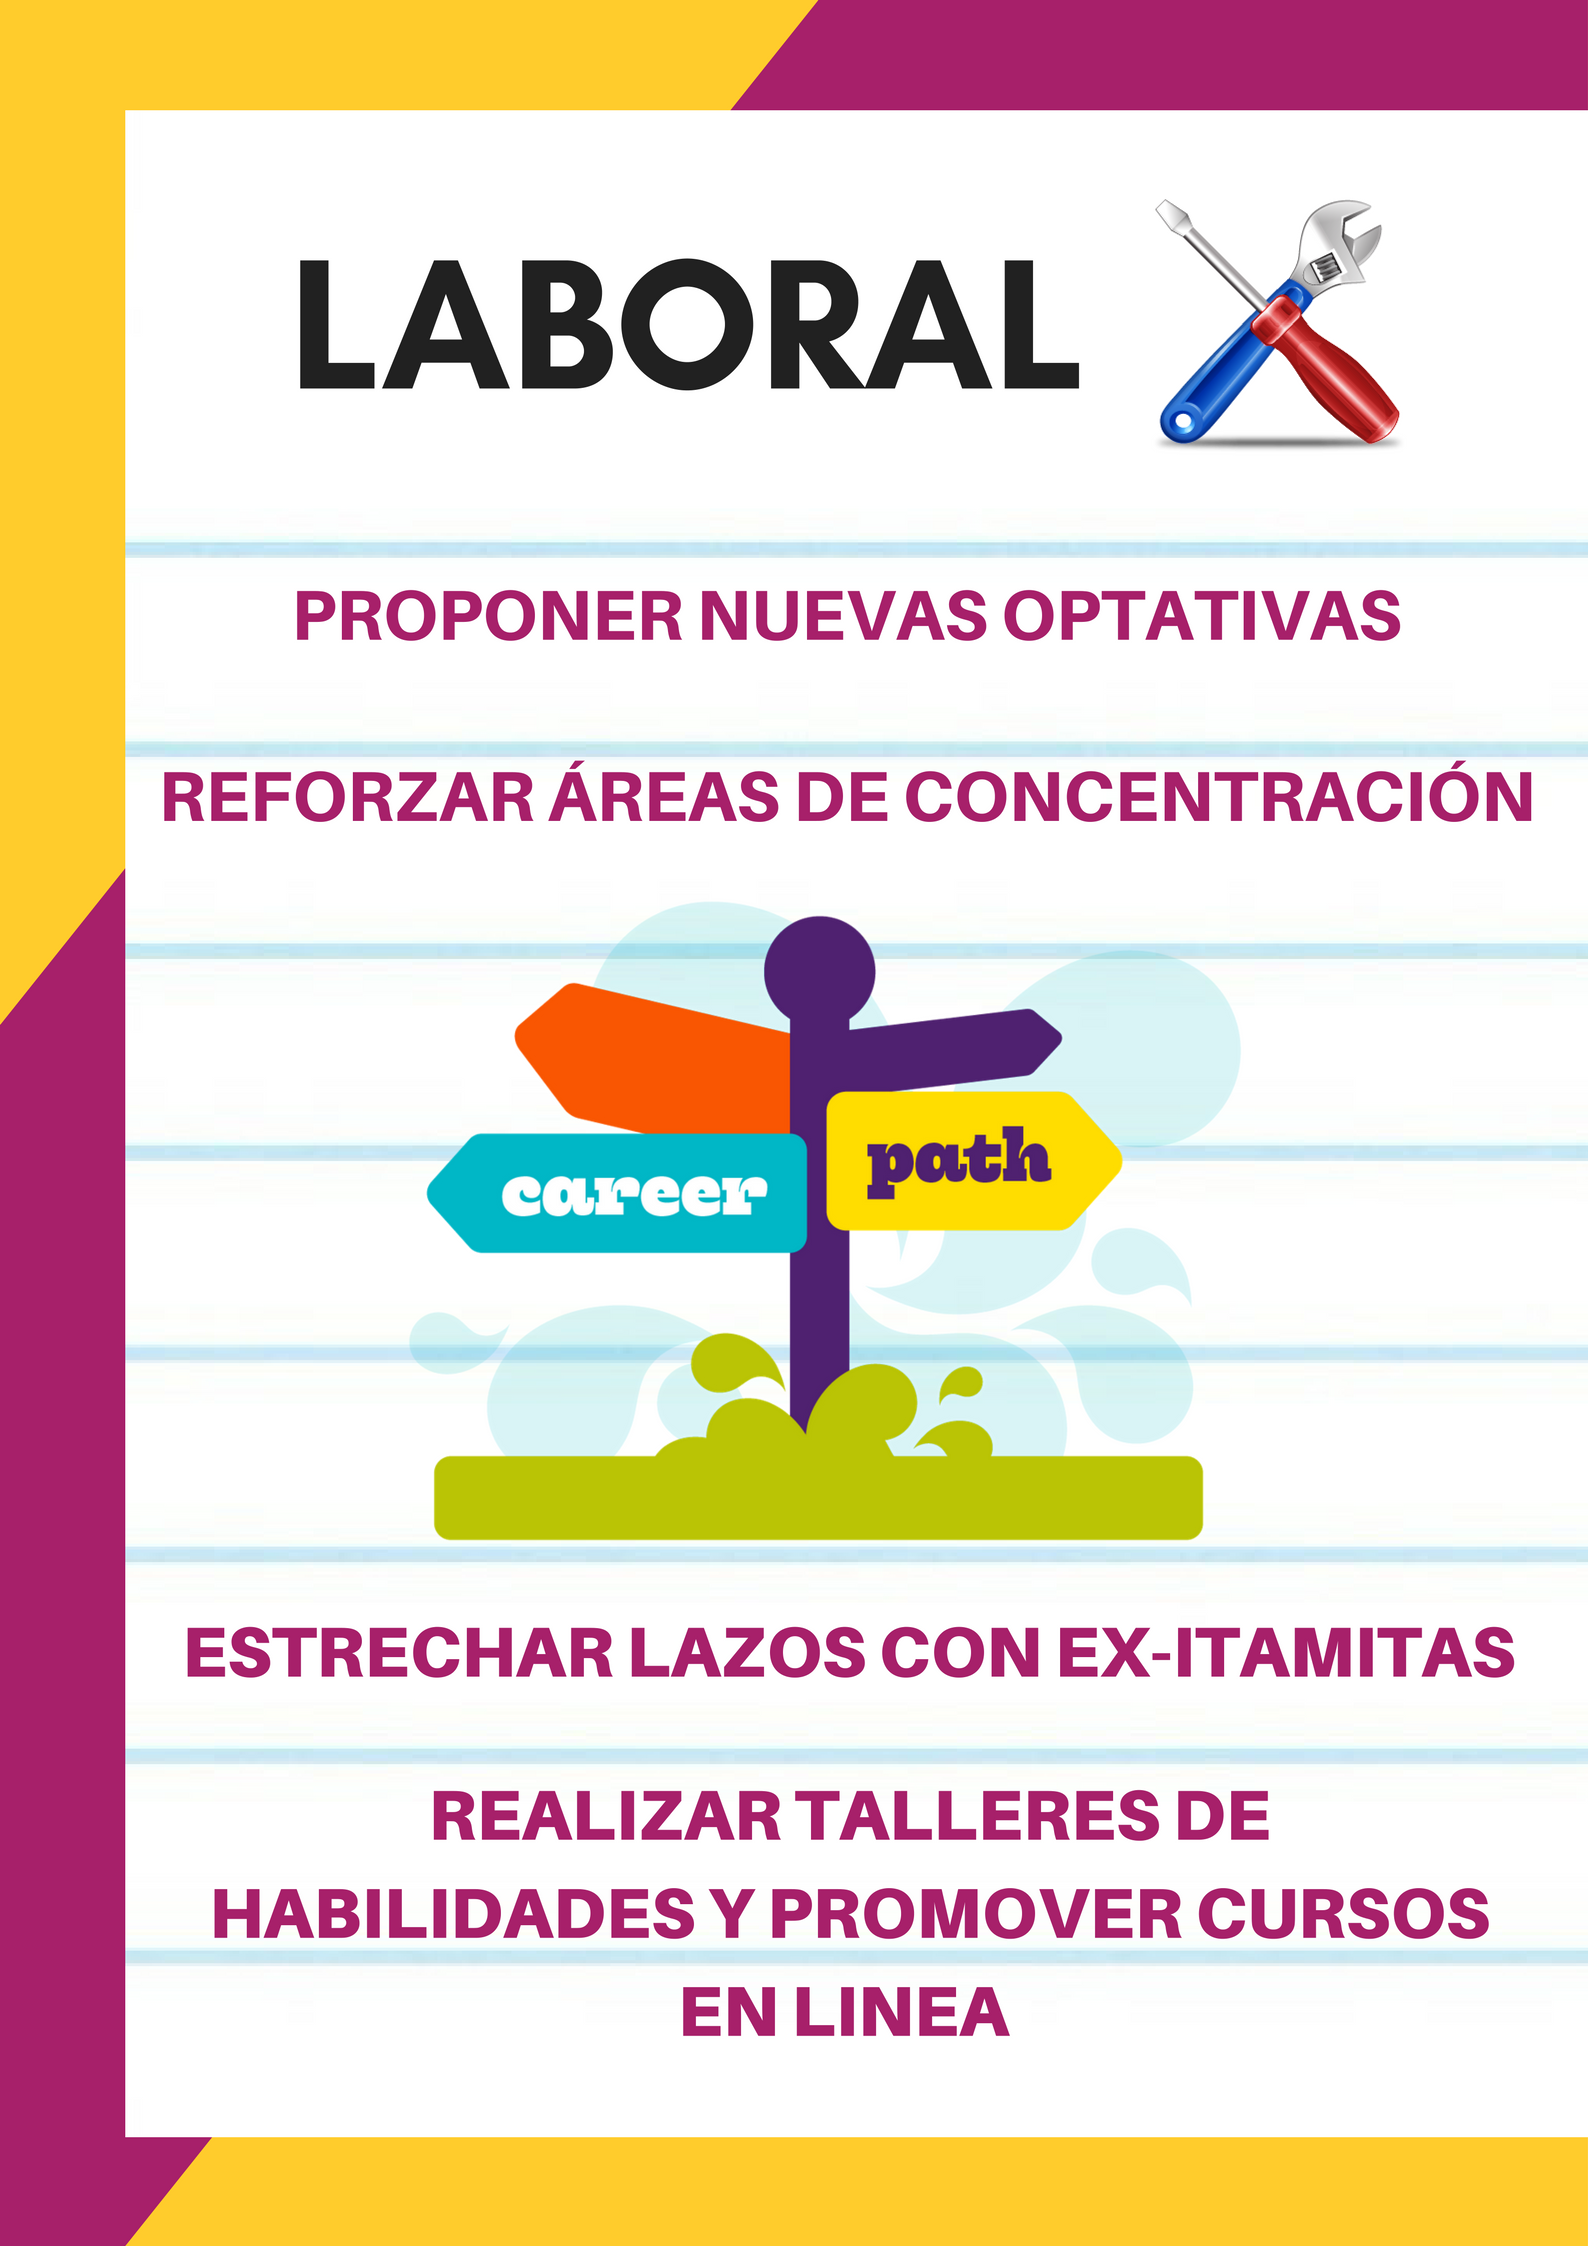 LABORAL
PROPONER NUEVAS OPTATIVAS
REFORZAR ÁREAS DE CONCENTRACIÓN
path
career
ESTRECHAR LAZOS CON EX-ITAMITAS
REALIZAR TALLERES DE
HABILIDADES Y PROMOVER CURSOS
EN LINEA